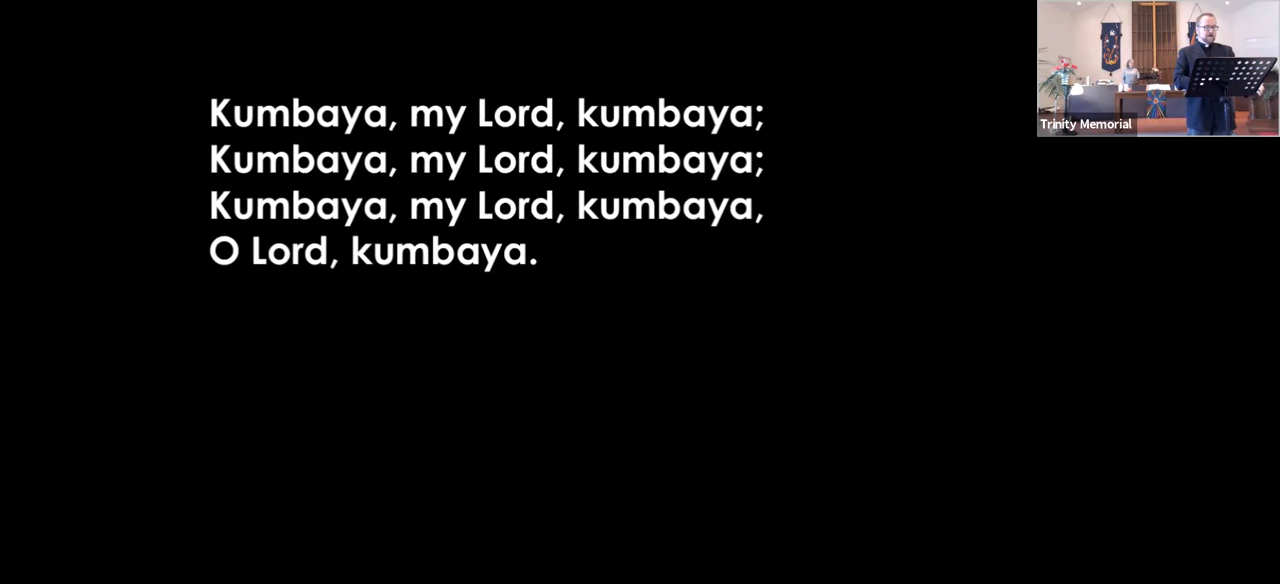 Kumbaya, my Lord, kumbaya;
Kumbaya, my Lord, kumbaya;
Kumbaya, my Lord, kumbaya,
O Lord, kumbaya.
Trinity Memorial